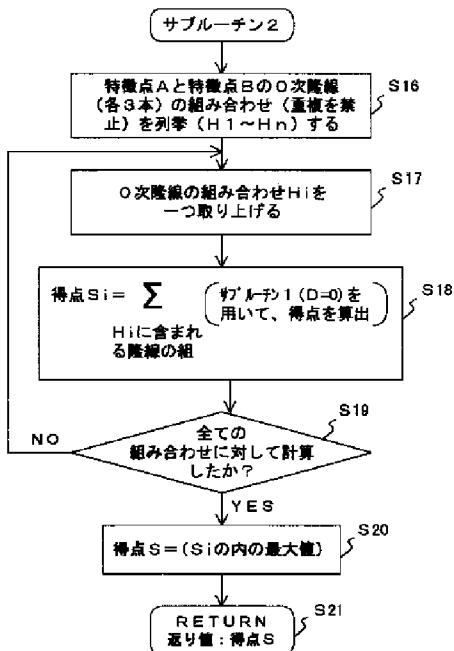 サブルーチン2
特徴点Aと特徴点Bの0次隆線
(各3本)の組み合わせ(重複を禁
止)を列挙(H1~Hn)する
S16
0次隆線の組み合わせHiを
一つ取り上げる
S17
得点Si= Σ (サブルーチン1(D=0)を
用いて、得点を算出)
Hiに含まれ
る隆線の組
S18
全ての
組み合わせに対して計算
したか?
S19
NO
YES
得点S=(Siの内の最大値)
S20
RETURN
返り値:得点S
S21